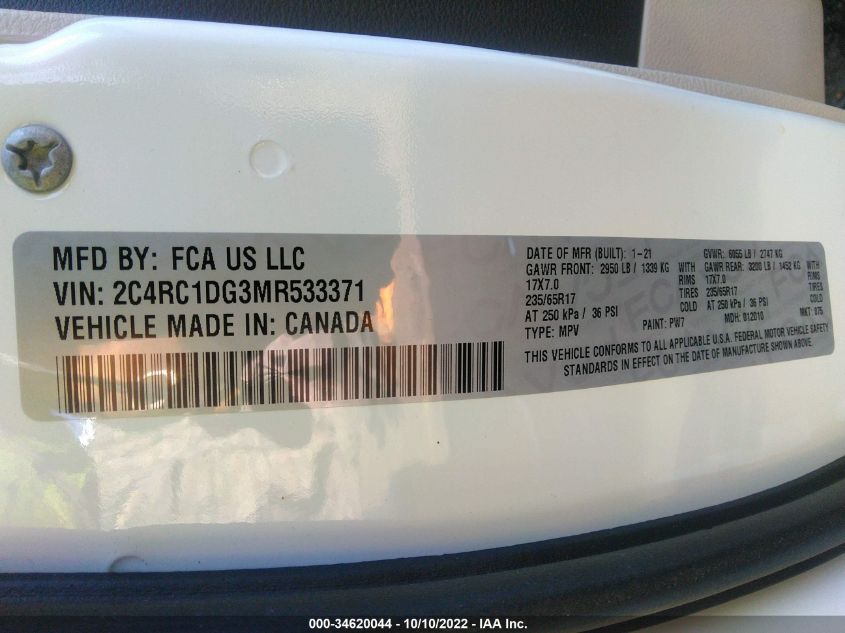 MFD BY: FCA US LLC
VIN: 2C4RC1DG3MR533371
VEHICLE MADE IN: CANADA
DATE OF MFR (BUILT): 1-21 GVWR: 6055 LB / 2747 KG
GAWR FRONT: 2950 LB / 1339 KG WITH GAWR REAR: 3200 LB / 1452 KG WITH
17X7.0 RIMS 17X7.0 RIMS
235/65R17 TIRES 235/65R17 TIRES
AT 250 kPa / 36 PSI COLD AT 250 kPa / 36 PSI COLD
TYPE: MPV PAINT: PW7 MDH: 012010 MKT: 075
THIS VEHICLE CONFORMS TO ALL APPLICABLE U.S.A. FEDERAL MOTOR VEHICLE SAFETY
STANDARDS IN EFFECT ON THE DATE OF MANUFACTURE SHOWN ABOVE.
000-34620044 - 10/10/2022 - IAA Inc.